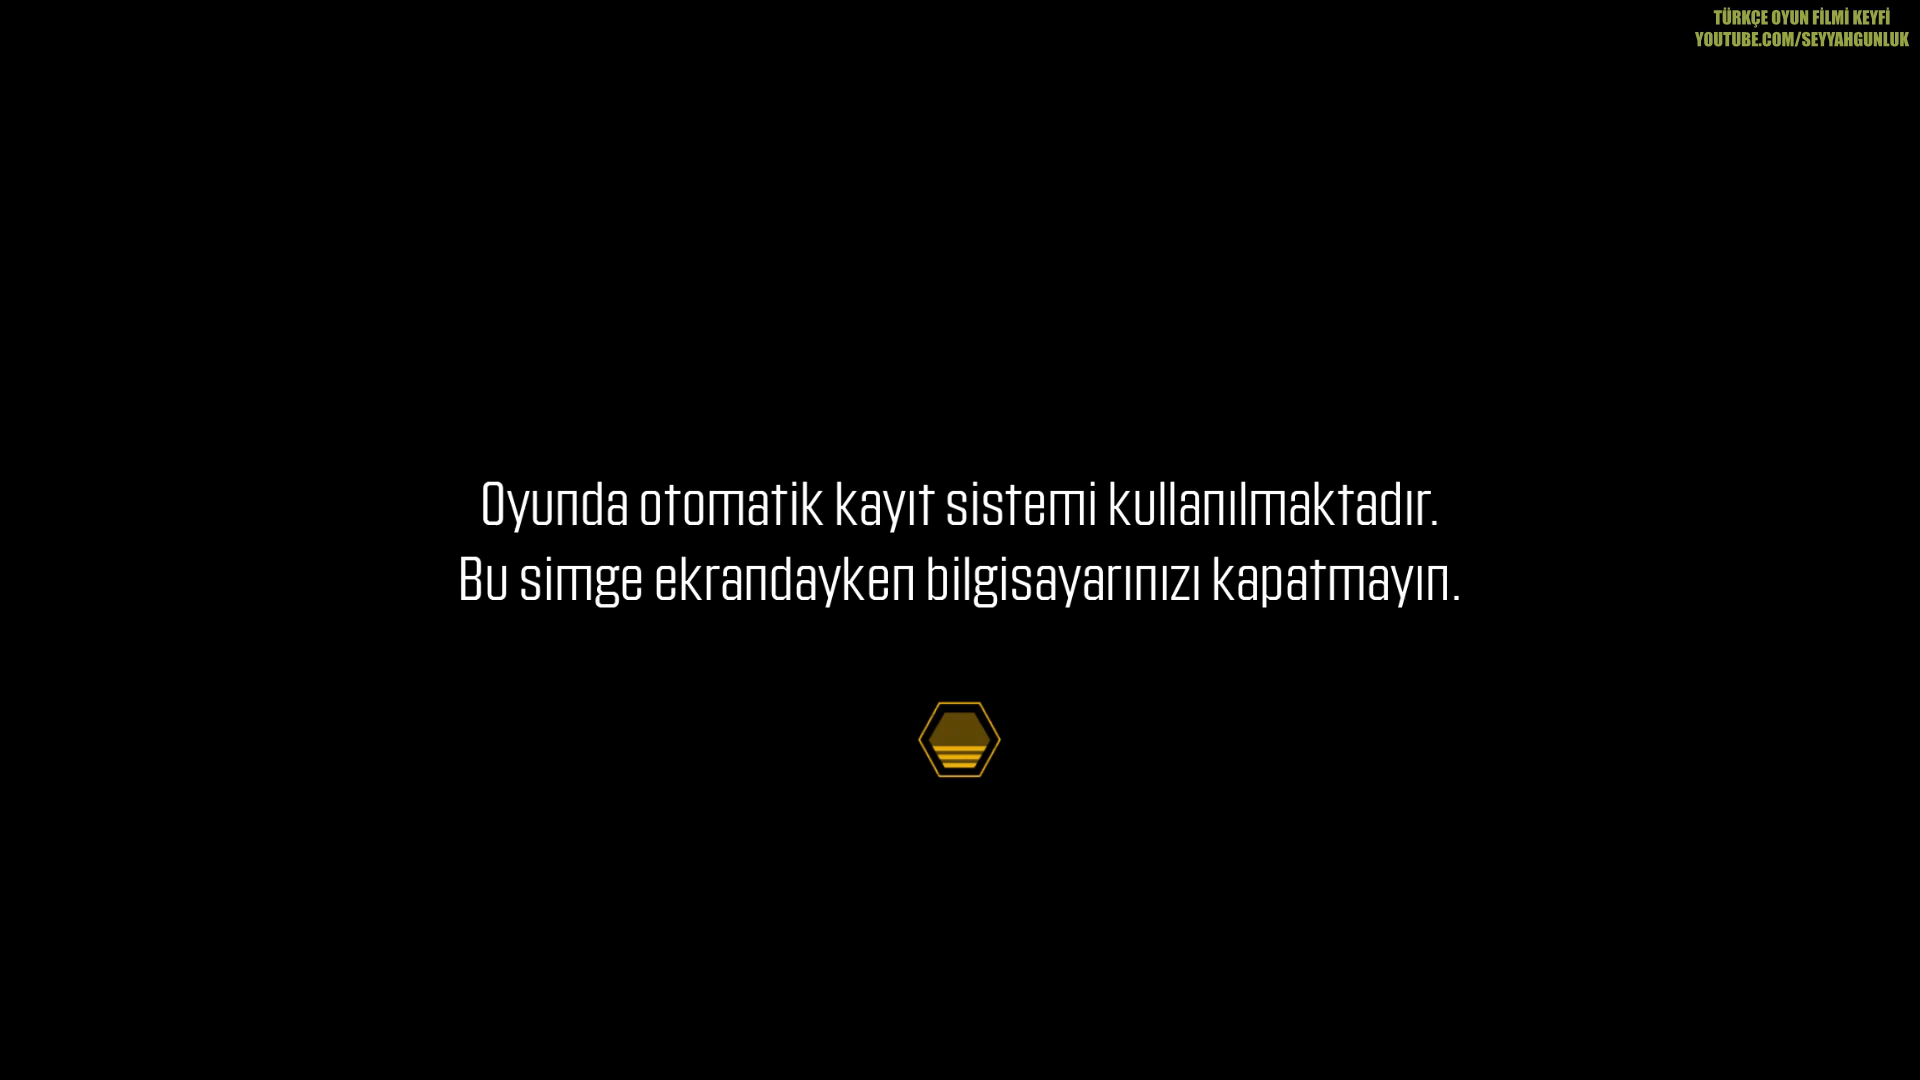 TÜRKÇE OYUN FİLMİ KEYFİ
YOUTUBE.COM/SEYYAHGUNLUK
Oyunda otomatik kayıt sistemi kullanılmaktadır.
Bu simge ekrandayken bilgisayarınızı kapatmayın.